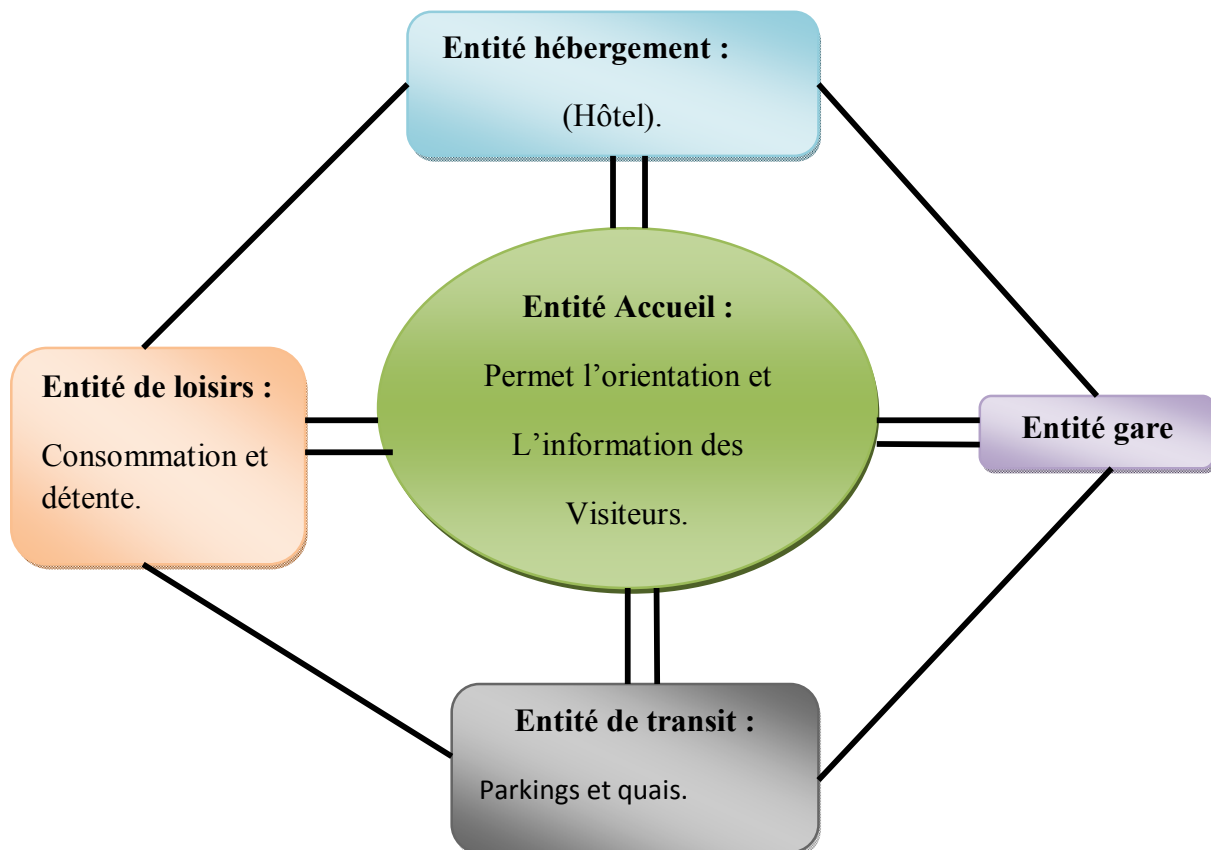 Entité hébergement :
(Hôtel).
Entité Accueil :
Permet l’orientation et
L’information des
Visiteurs.
Entité de loisirs :
Consommation et
détente.
Entité gare
Entité de transit :
Parkings et quais.